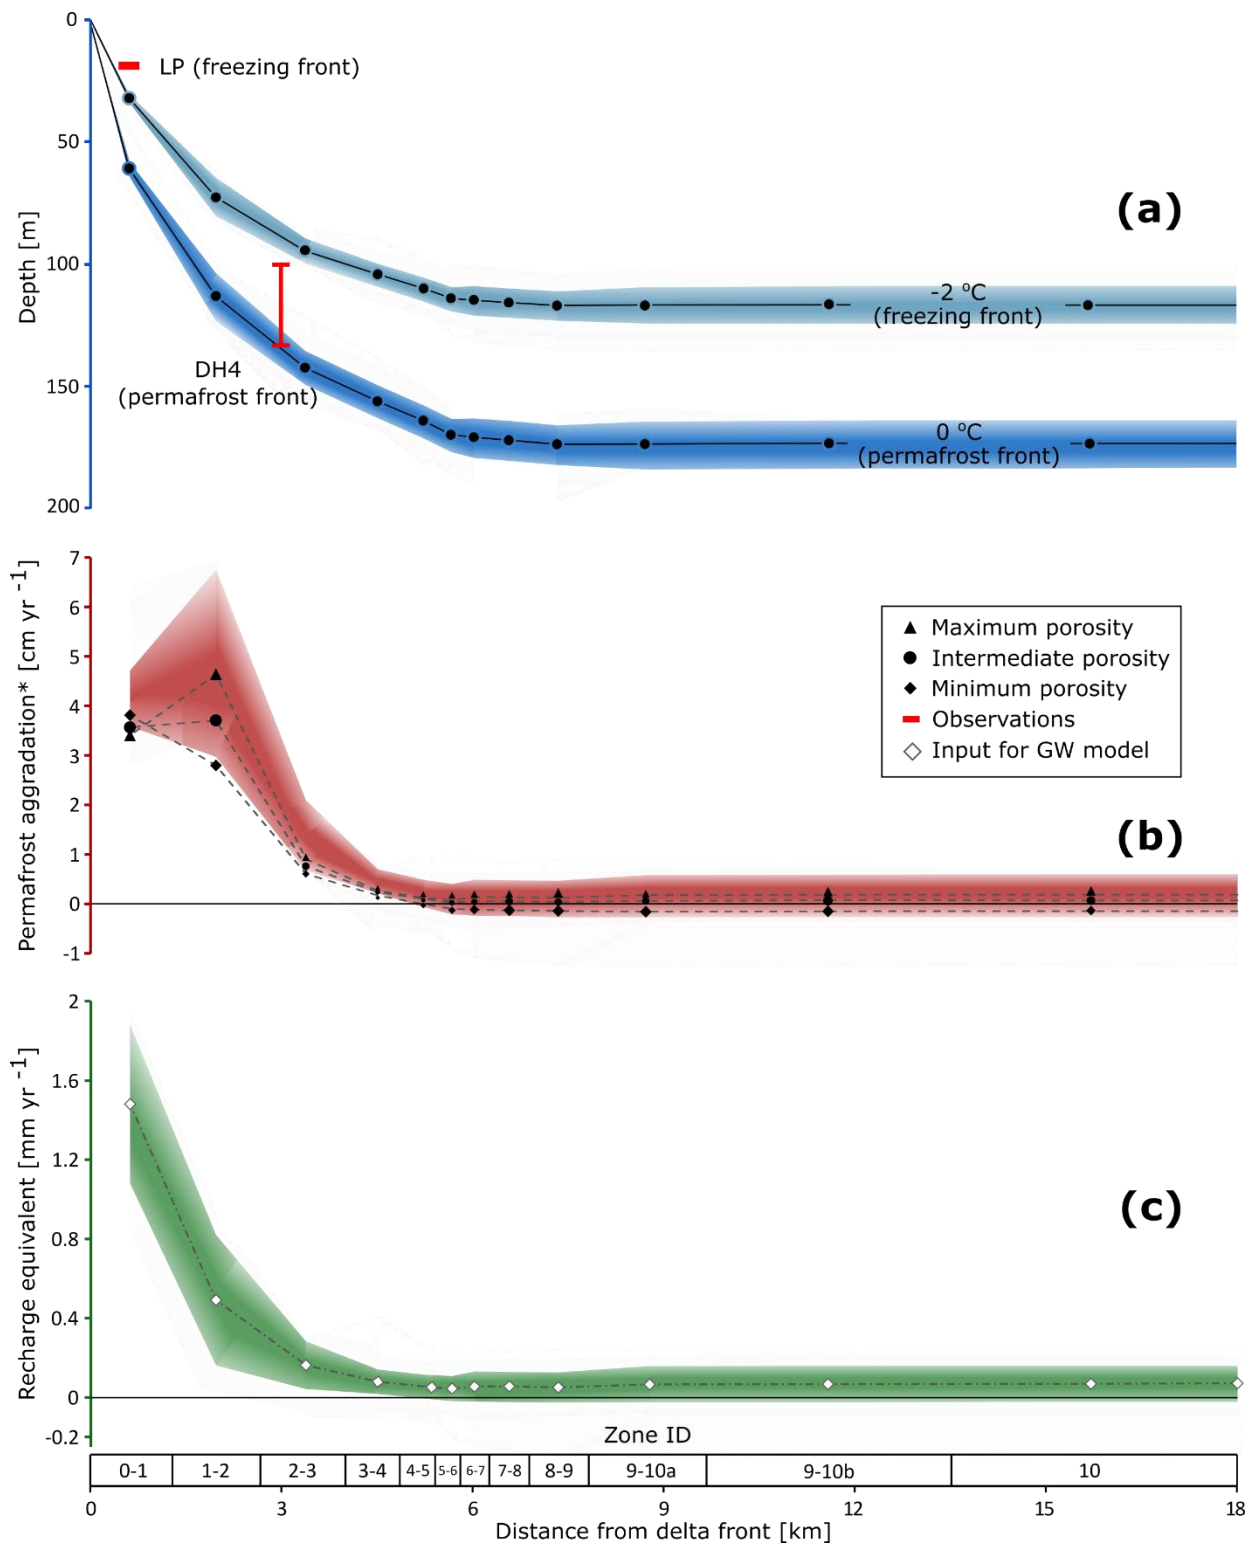 0
50
100
150
200
Depth [m]
LP (freezing front)
(a)
-2 °C
(freezing front)
DH4
(permafrost front)
0 °C
(permafrost front)
7
6
5
4
3
2
1
0
-1
Permafrost aggradation* [cm yr -1]
Maximum porosity
Intermediate porosity
Minimum porosity
Observations
Input for GW model
(b)
2
1.6
1.2
0.8
0.4
0
-0.2
Recharge equivalent [mm yr -1]
(c)
Zone ID
0-1 1-2 2-3 3-4 4-5 5-6 6-7 7-8 8-9 9-10a 9-10b 10
0 3 6 9 12 15 18
Distance from delta front [km]